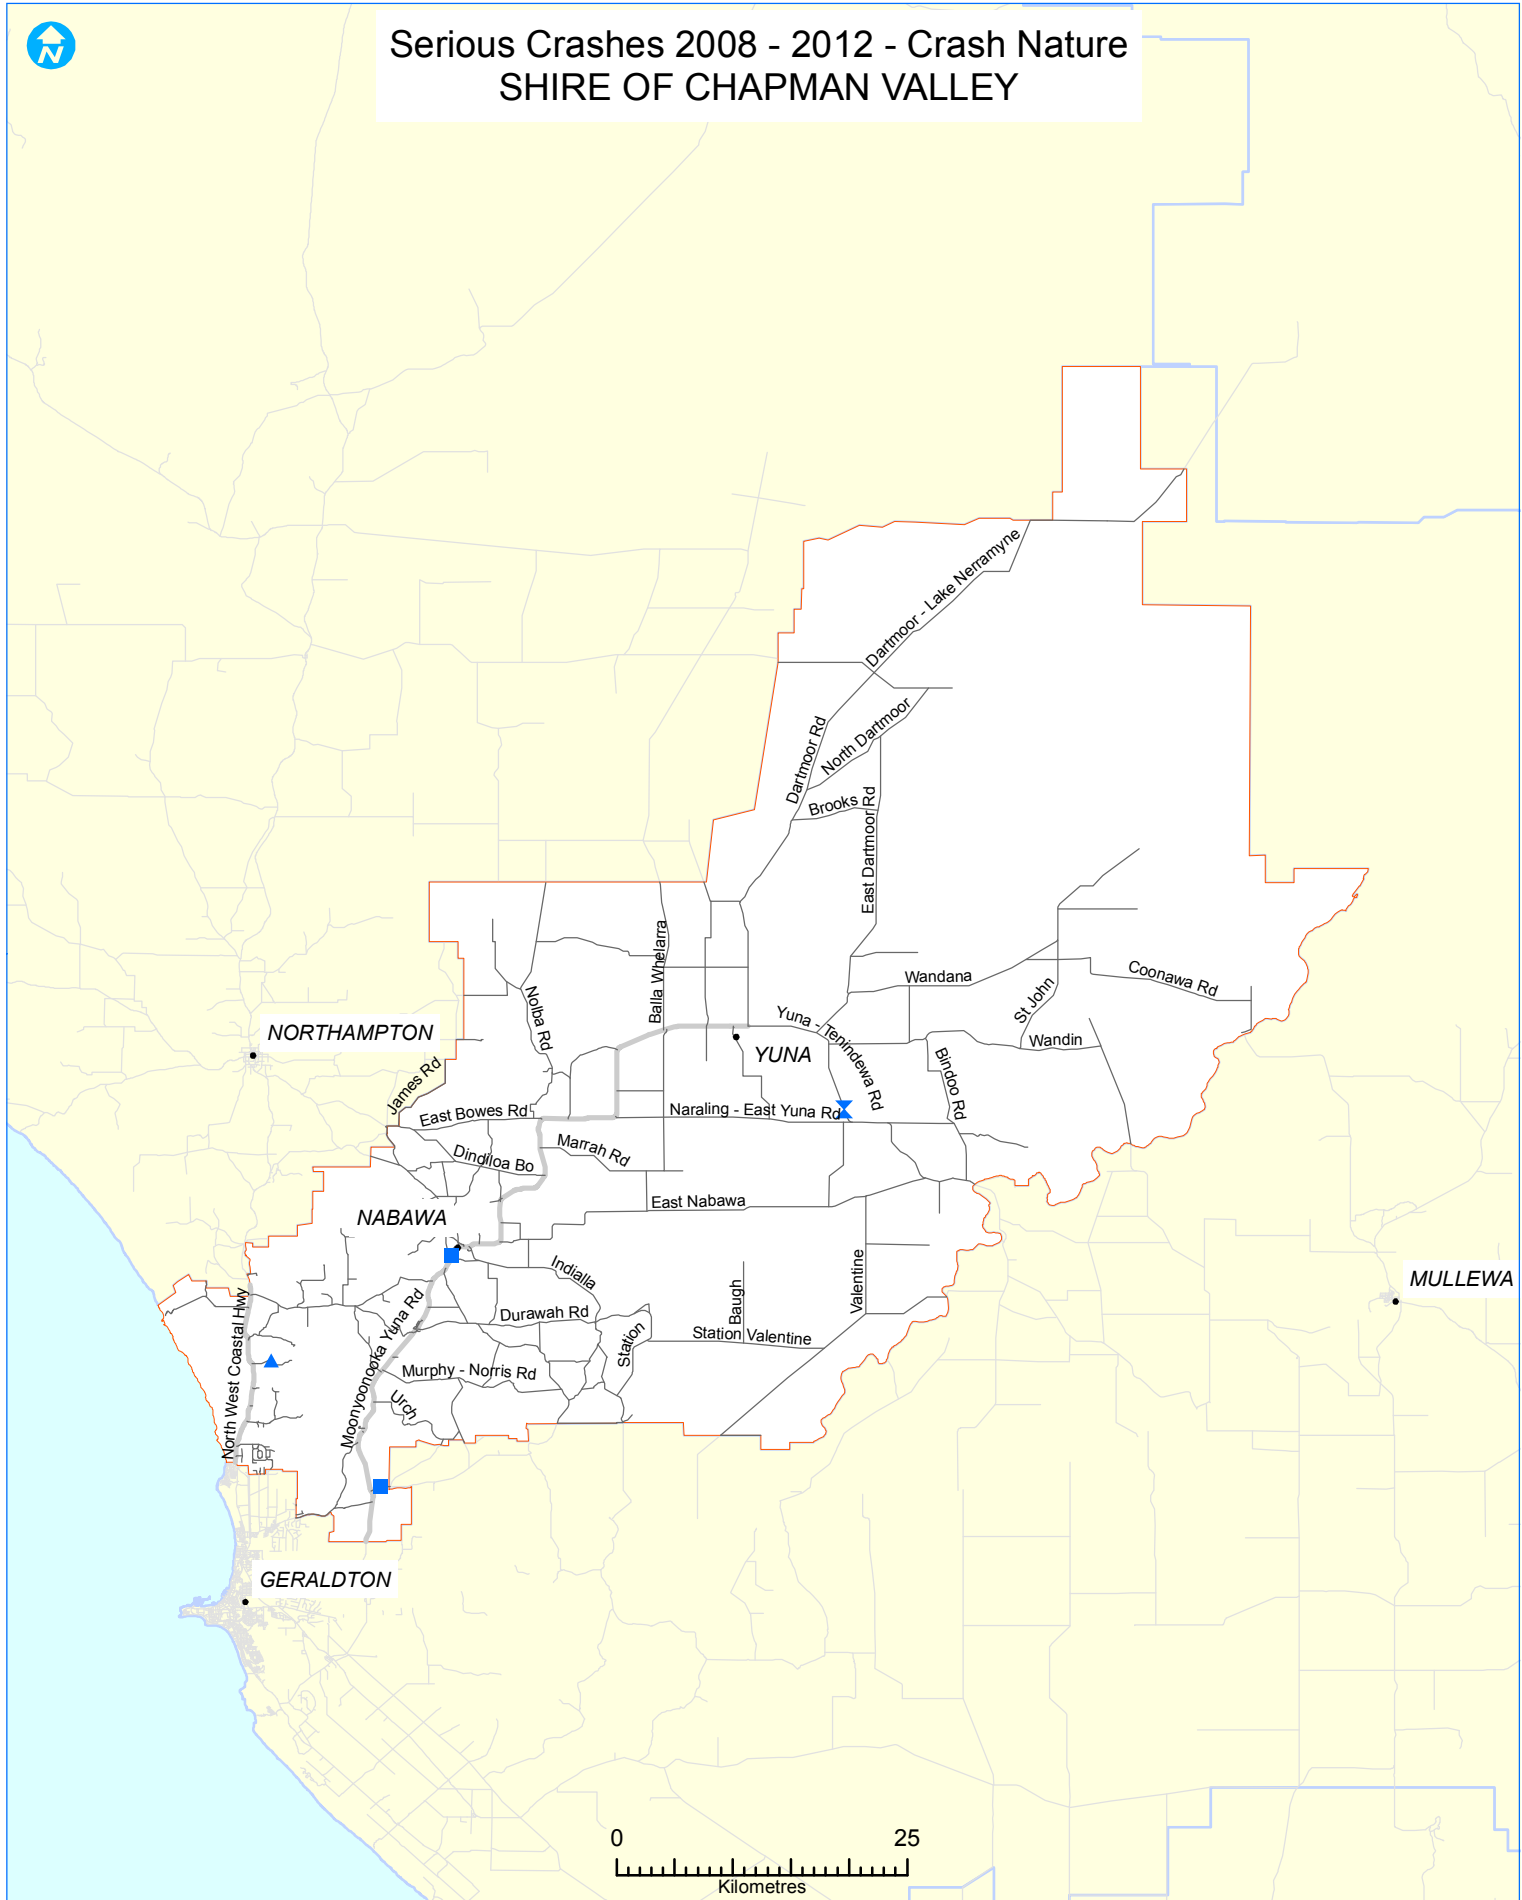 N
Serious Crashes 2008 - 2012 - Crash Nature
SHIRE OF CHAPMAN VALLEY
Dartmoor - Lake Nerramyne
Dartmoor Rd
North Dartmoor
Brooks
East Dartmoor Rd
Balla Whelarra
Wandana
Coonawa Rd
Nolba Rd
St John
Yuna - Tenindewa Rd
Wandin
NORTHAMPTON
YUNA
Bindoo Rd
James Rd
East Bowes Rd
Naraling - East Yuna Rd
Marrah Rd
Dindiloa Bo
East Nabawa
NABAWA
Indialla
Baugh
Valentine
MULLEWA
North West Coastal Hwy
Moonyoonooka Yuna Rd
Durawah Rd
Station
Station Valentine
Murphy - Norris Rd
Urch
GERALDTON
0 25
Kilometres